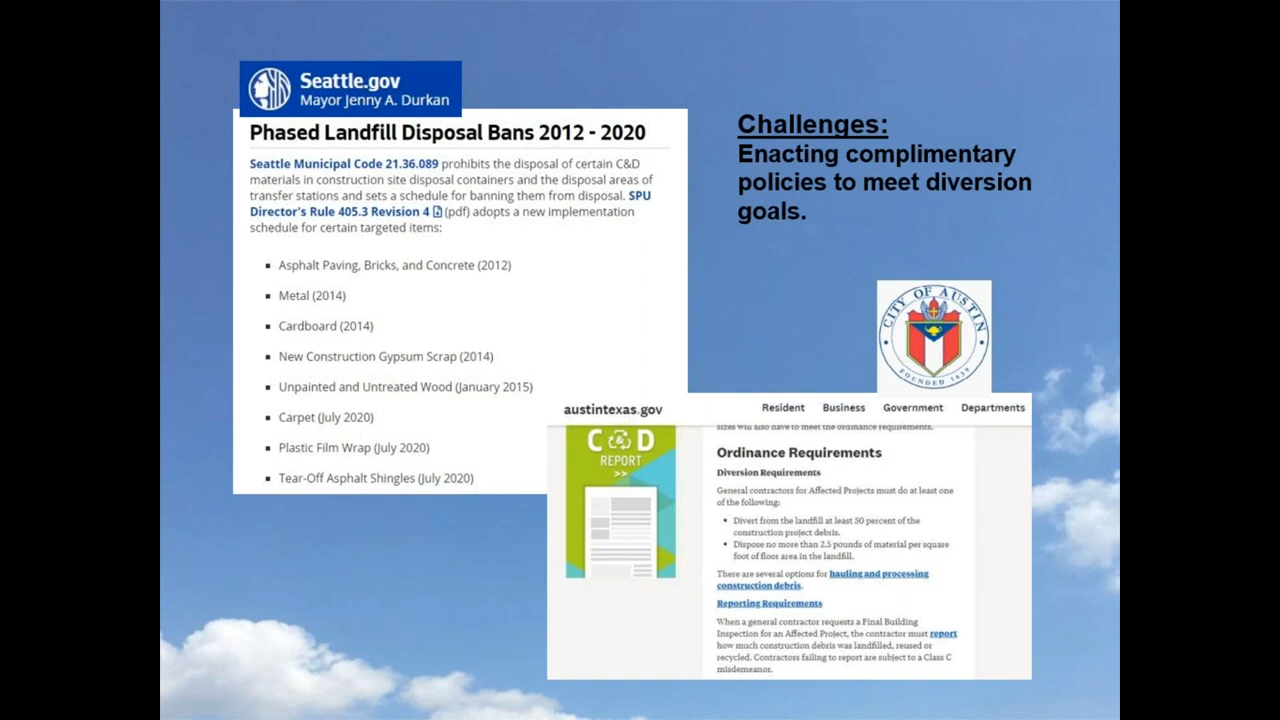 Seattle.gov
Mayor Jenny A. Durkan
Phased Landfill Disposal Bans 2012 - 2020
Seattle Municipal Code 21.36.089 prohibits the disposal of certain C&D
materials in construction site disposal containers and the disposal areas of
transfer stations and sets a schedule for banning them from disposal. SPU
Director's Rule 405.3 Revision 4 (pdf) adopts a new implementation
schedule for certain targeted items:
▪ Asphalt Paving, Bricks, and Concrete (2012)
▪ Metal (2014)
▪ Cardboard (2014)
▪ New Construction Gypsum Scrap (2014)
▪ Unpainted and Untreated Wood (January 2015)
▪ Carpet (July 2020)
▪ Plastic Film Wrap (July 2020)
▪ Tear-Off Asphalt Shingles (July 2020)
Challenges:
Enacting complimentary
policies to meet diversion
goals.
CITY OF AUSTIN
FOUNDED 1839
austintexas.gov
Resident Business Government Departments
C&D
REPORT
>>
sizes will also have to meet the ordinance requirements.
Ordinance Requirements
Diversion Requirements
General contractors for Affected Projects must do at least one
of the following:
• Divert from the landfill at least 50 percent of the
construction project debris.
• Dispose no more than 2.5 pounds of material per square
foot of floor area in the landfill.
There are several options for hauling and processing
construction debris.
Reporting Requirements
When a general contractor requests a Final Building
Inspection for an Affected Project, the contractor must report
how much construction debris was landfilled, reused or
recycled. Contractors failing to report are subject to a Class C
misdemeanor.